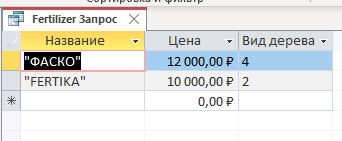 Сортировка и фильтр
Fertilizer Запрос
Название Цена Вид дерева
"ФАСКО" 12 000,00 ₽ 4
"FERTIKA" 10 000,00 ₽ 2
0,00 ₽